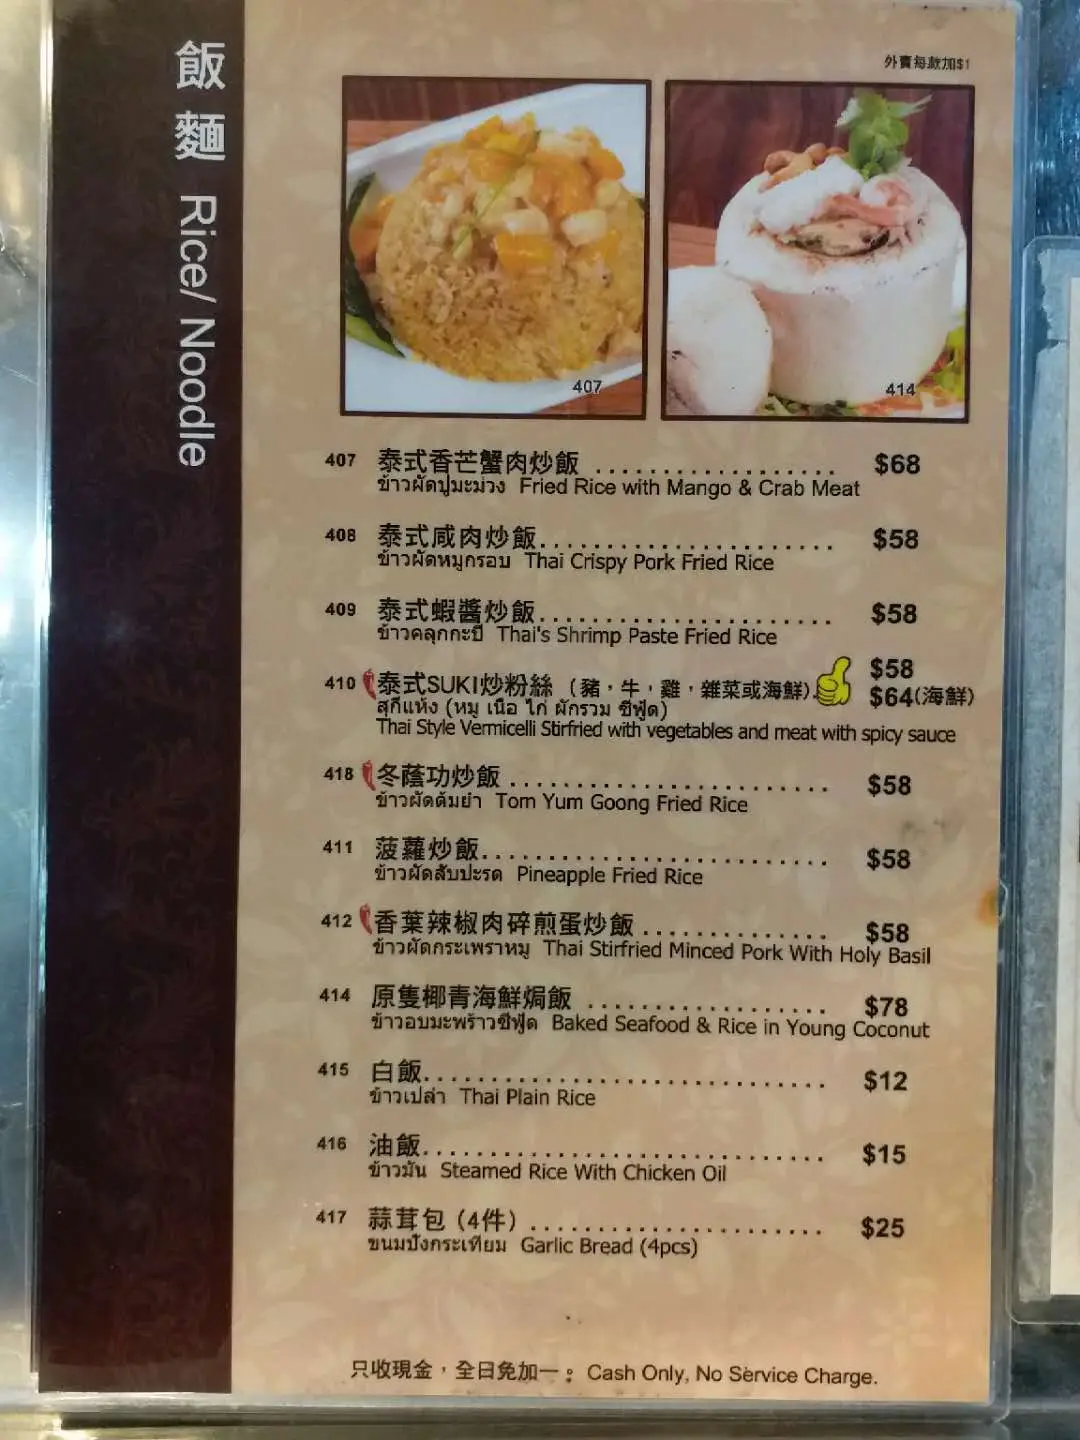 飯麵 Rice/ Noodle
外賣每款加$1
407
414
407 泰式香芒蟹肉炒飯 .................. $68
ข้าวผัดปูมะม่วง Fried Rice with Mango & Crab Meat
408 泰式咸肉炒飯...................... $58
ข้าวผัดหมูกรอบ Thai Crispy Pork Fried Rice
409 泰式蝦醬炒飯...................... $58
ข้าวคลุกกะปิ Thai's Shrimp Paste Fried Rice
410 泰式SUKI炒粉絲 (豬,牛,雞,雜菜或海鮮). $58
$64(海鮮)
สุกี้แห้ง (หมู เนื้อ ไก่ ผักรวม ซีฟู้ด)
Thai Style Vermicelli Stirfried with vegetables and meat with spicy sauce
418 冬蔭功炒飯 ........................ $58
ข้าวผัดต้มยำ Tom Yum Goong Fried Rice
411 菠蘿炒飯.......................... $58
ข้าวผัดสับปะรด Pineapple Fried Rice
412 香葉辣椒肉碎煎蛋炒飯 .............. $58
ข้าวผัดกระเพราหมู Thai Stirfried Minced Pork With Holy Basil
414 原隻椰青海鮮焗飯 .................. $78
ข้าวอบมะพร้าวซีฟู้ด Baked Seafood & Rice in Young Coconut
415 白飯.............................. $12
ข้าวเปล่า Thai Plain Rice
416 油飯.............................. $15
ข้าวมัน Steamed Rice With Chicken Oil
417 蒜茸包 (4件) ...................... $25
ขนมปังกระเทียม Garlic Bread (4pcs)
只收現金,全日免加一。Cash Only, No Service Charge.